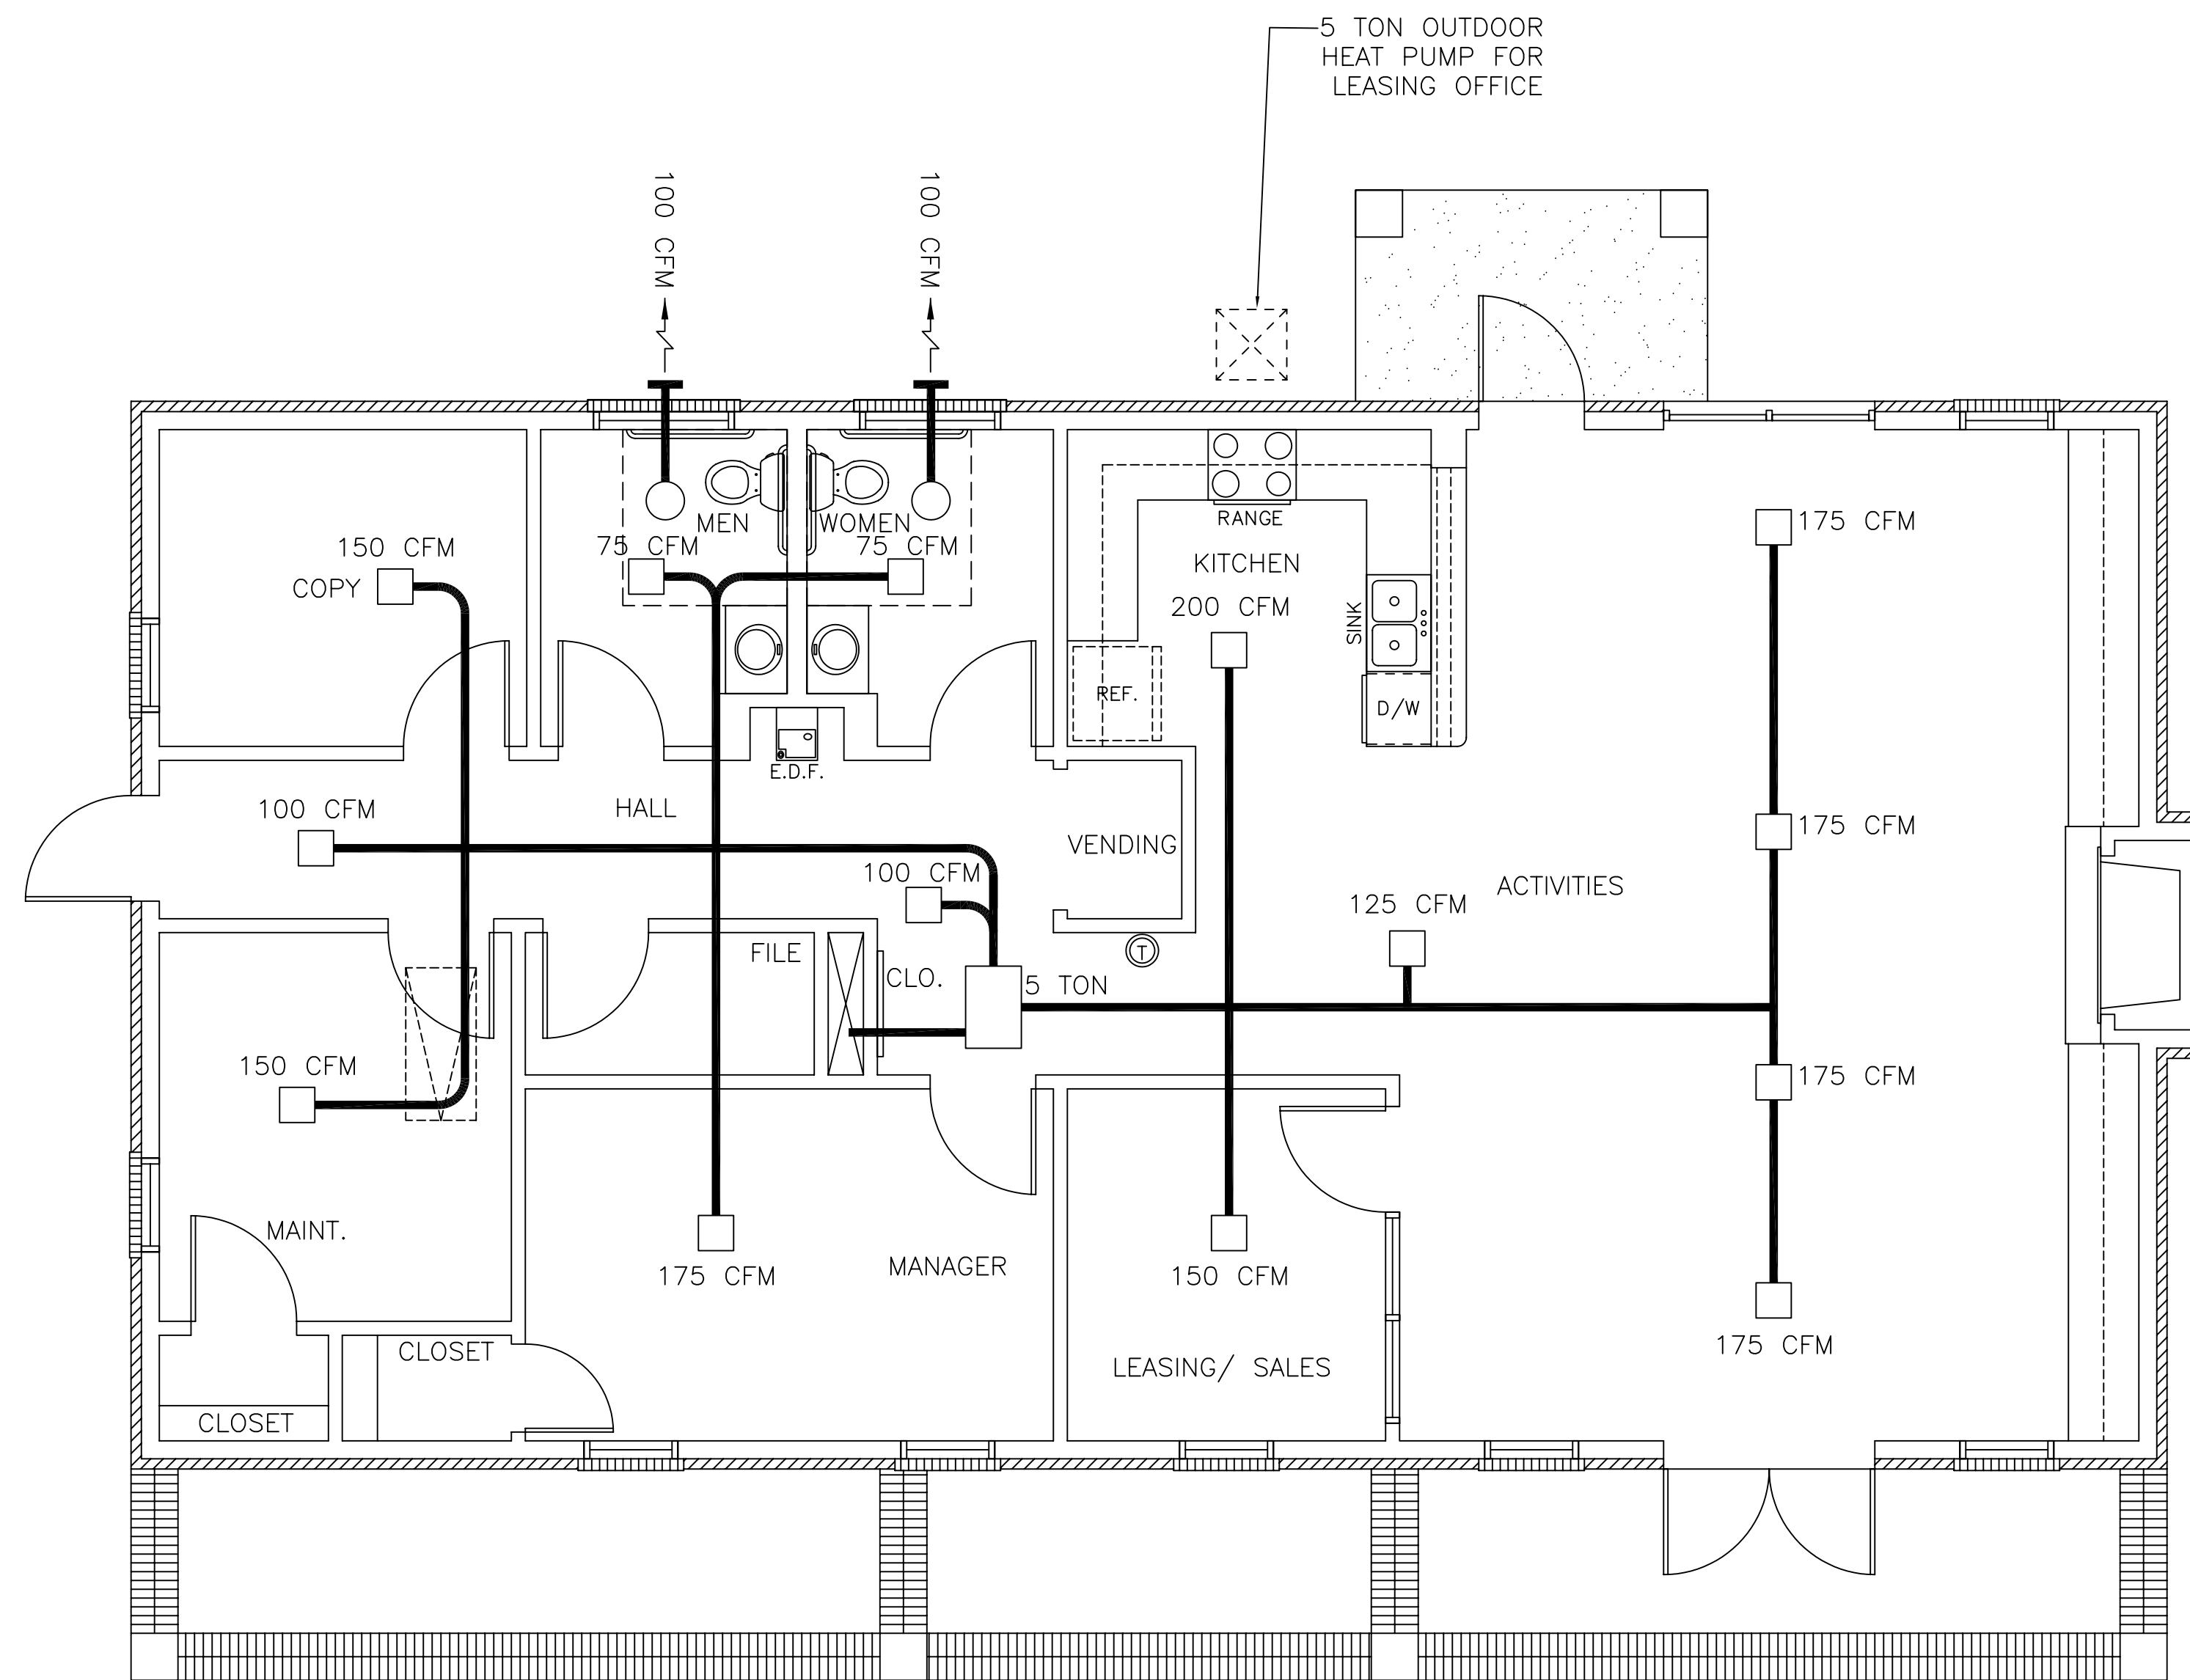 5 TON OUTDOOR
HEAT PUMP FOR
LEASING OFFICE
100 CFM
100 CFM
MEN
WOMEN
RANGE
175 CFM
75 CFM
75 CFM
150 CFM
COPY
KITCHEN
200 CFM
SINK
REF.
D/W
E.D.F.
100 CFM
HALL
VENDING
175 CFM
100 CFM
ACTIVITIES
125 CFM
FILE
T
CLO.
5 TON
150 CFM
175 CFM
MAINT.
MANAGER
175 CFM
150 CFM
175 CFM
CLOSET
LEASING/ SALES
CLOSET